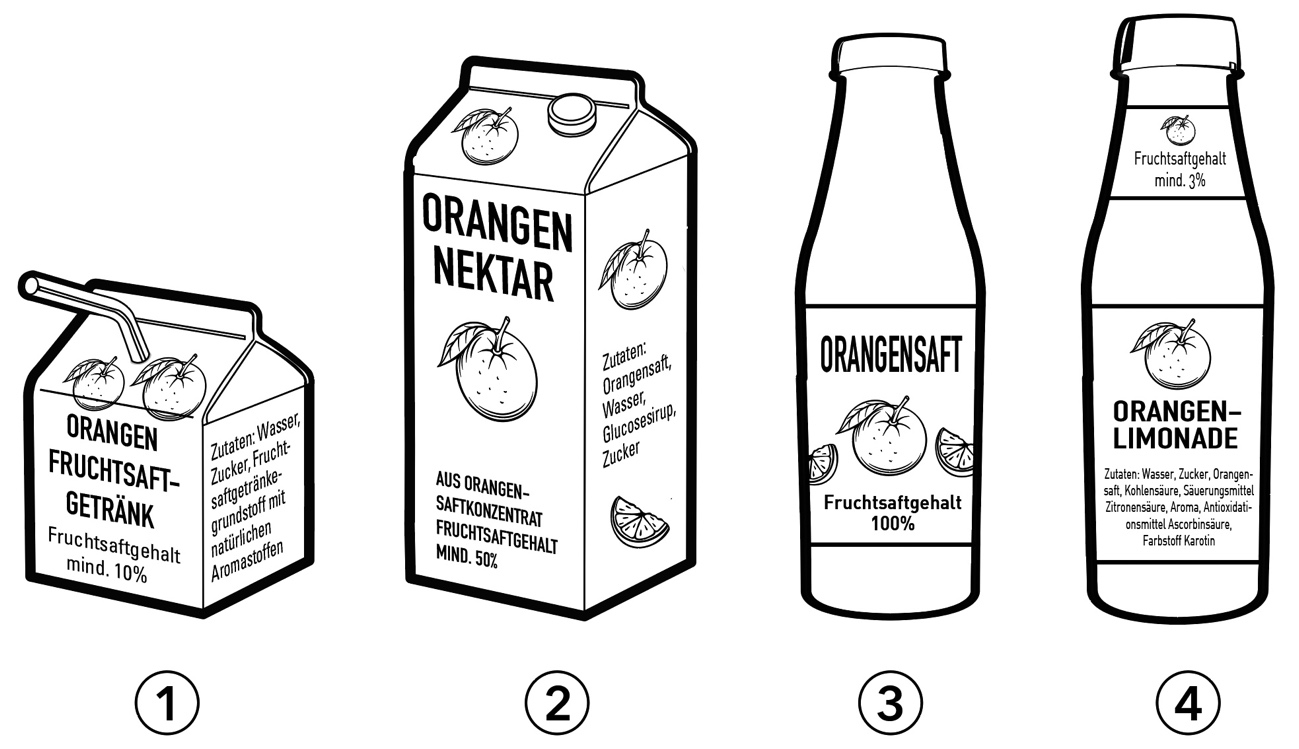 ORANGEN
FRUCHTSAFT-
GETRÄNK
Fruchtsaftgehalt
mind. 10%
Zutaten: Wasser,
Zucker, Frucht-
saftgetränke-
grundstoff mit
natürlichen
Aromastoffen
1
ORANGEN
NEKTAR
AUS ORANGEN-
SAFTKONZENTRAT
FRUCHTSAFTGEHALT
MIND. 50%
Zutaten:
Orangensaft,
Wasser,
Glucosesirup,
Zucker
2
ORANGENSAFT
Fruchtsaftgehalt
100%
3
Fruchtsaftgehalt
mind. 3%
ORANGEN-
LIMONADE
Zutaten: Wasser, Zucker, Orangen-
saft, Kohlensäure, Säuerungsmittel
Zitronensäure, Aroma, Antioxidati-
onsmittel Ascorbinsäure,
Farbstoff Karotin
4